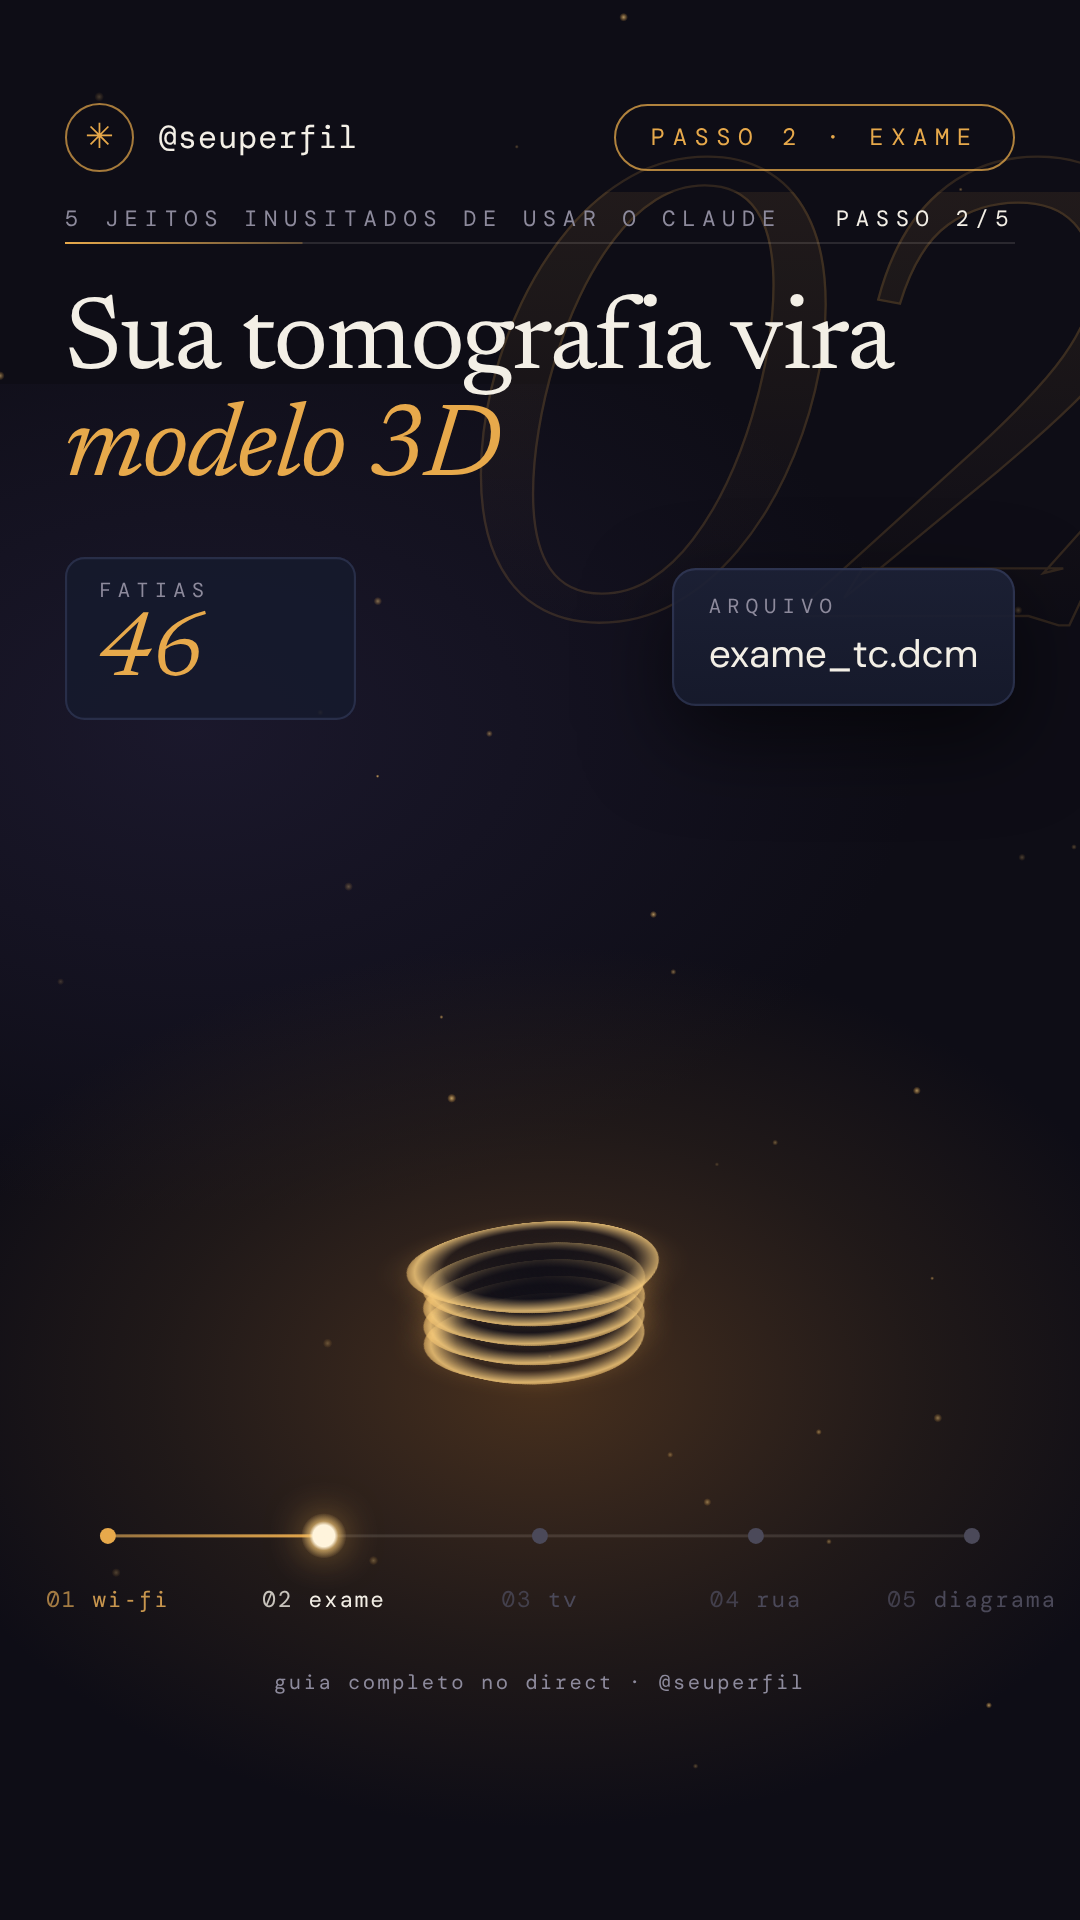 ✳ @seuperfil
PASSO 2 · EXAME
5 JEITOS INUSITADOS DE USAR O CLAUDE
PASSO 2/5
02
Sua tomografia vira
modelo 3D
FATIAS
46
ARQUIVO
exame_tc.dcm
01 wi-fi
02 exame
03 tv
04 rua
05 diagrama
guia completo no direct · @seuperfil